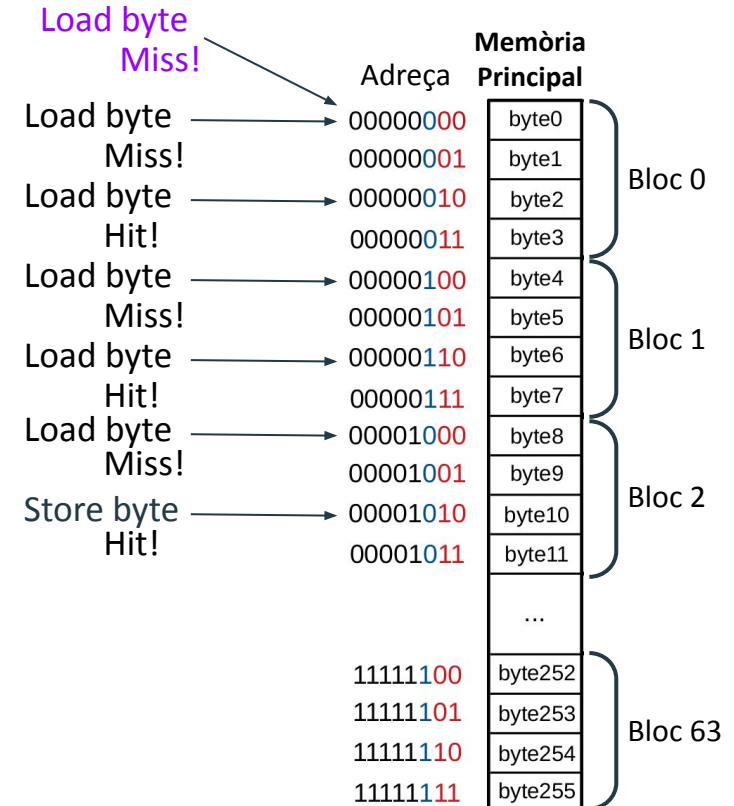 Load byte
Miss!
Adreça Memòria Principal
Load byte 00000000 byte0
Miss! 00000001 byte1
Bloc 0
Load byte 00000010 byte2
Hit! 00000011 byte3
Load byte 00000100 byte4
Miss! 00000101 byte5
Bloc 1
Load byte 00000110 byte6
Hit! 00000111 byte7
Load byte 00001000 byte8
Miss! 00001001 byte9
Bloc 2
Store byte 00001010 byte10
Hit! 00001011 byte11
...
11111100 byte252
11111101 byte253
Bloc 63
11111110 byte254
11111111 byte255